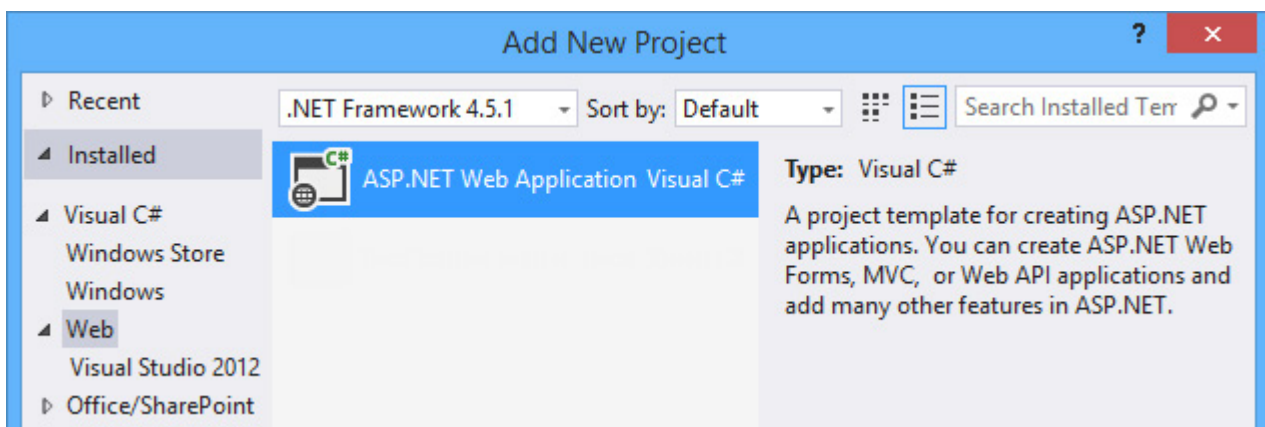 Add New Project
?
Recent
Installed
Visual C#
Windows Store
Windows
Web
Visual Studio 2012
Office/SharePoint
.NET Framework 4.5.1
Sort by: Default
Search Installed Tem
C#
ASP.NET Web Application Visual C#
Type: Visual C#
A project template for creating ASP.NET
applications. You can create ASP.NET Web
Forms, MVC, or Web API applications and
add many other features in ASP.NET.